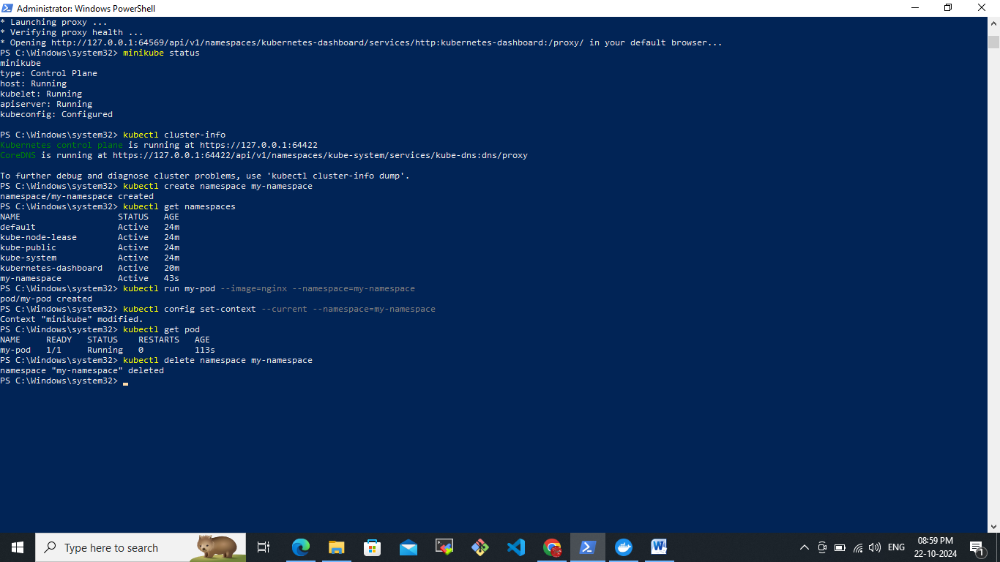 Administrator: Windows PowerShell
* Launching proxy ...
* Verifying proxy health ...
* Opening http://127.0.0.1:64569/api/v1/namespaces/kubernetes-dashboard/services/http:kubernetes-dashboard:/proxy/ in your default browser...
PS C:\Windows\system32> minikube status
minikube
type: Control Plane
host: Running
kubelet: Running
apiserver: Running
kubeconfig: Configured
PS C:\Windows\system32> kubectl cluster-info
Kubernetes control plane is running at https://127.0.0.1:64422
CoreDNS is running at https://127.0.0.1:64422/api/v1/namespaces/kube-system/services/kube-dns:dns/proxy
To further debug and diagnose cluster problems, use 'kubectl cluster-info dump'.
PS C:\Windows\system32> kubectl create namespace my-namespace
namespace/my-namespace created
PS C:\Windows\system32> kubectl get namespaces
NAME                   STATUS   AGE
default                Active   24m
kube-node-lease        Active   24m
kube-public            Active   24m
kube-system            Active   24m
kubernetes-dashboard   Active   20m
my-namespace           Active   43s
PS C:\Windows\system32> kubectl run my-pod --image=nginx --namespace=my-namespace
pod/my-pod created
PS C:\Windows\system32> kubectl config set-context --current --namespace=my-namespace
Context "minikube" modified.
PS C:\Windows\system32> kubectl get pod
NAME     READY   STATUS    RESTARTS   AGE
my-pod   1/1     Running   0          113s
PS C:\Windows\system32> kubectl delete namespace my-namespace
namespace "my-namespace" deleted
PS C:\Windows\system32>
Type here to search
ENG
08:59 PM
22-10-2024
1